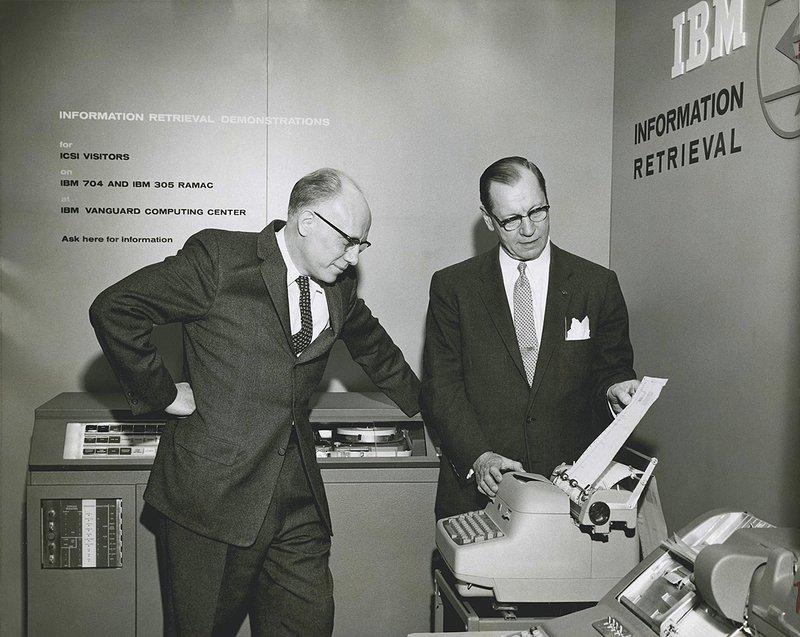 INFORMATION RETRIEVAL DEMONSTRATIONS
for
ICSI VISITORS
on
IBM 704 AND IBM 305 RAMAC
at
IBM VANGUARD COMPUTING CENTER
Ask here for information
IBM
INFORMATION
RETRIEVAL